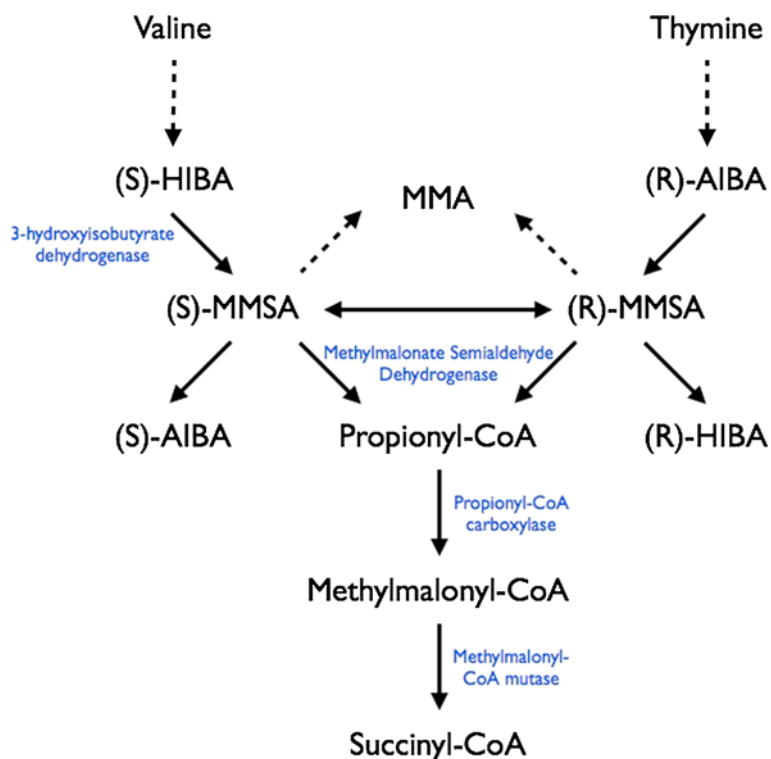 Valine
Thymine
(S)-HIBA
MMA
(R)-AIBA
3-hydroxyisobutyrate
dehydrogenase
(S)-MMSA
(R)-MMSA
Methylmalonate Semialdehyde
Dehydrogenase
(S)-AIBA
Propionyl-CoA
(R)-HIBA
Propionyl-CoA
carboxylase
Methylmalonyl-CoA
Methylmalonyl-
CoA mutase
Succinyl-CoA